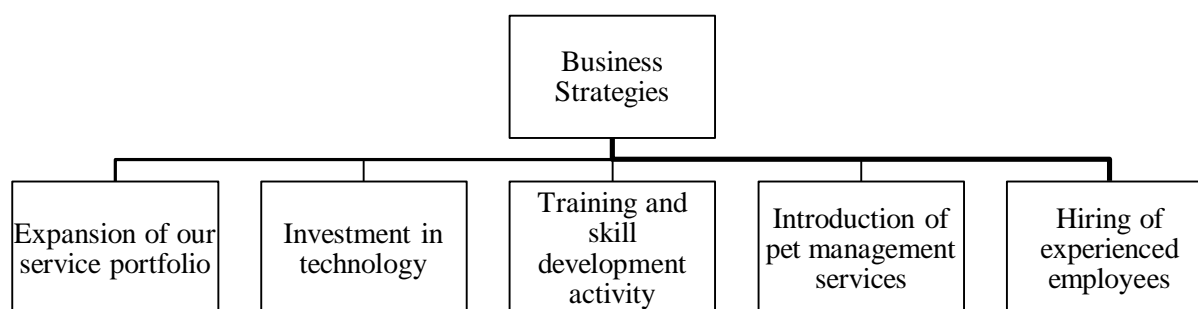 Business
Strategies
Expansion of our
service portfolio
Investment in
technology
Training and
skill
development
activity
Introduction of
pet management
services
Hiring of
experienced
employees